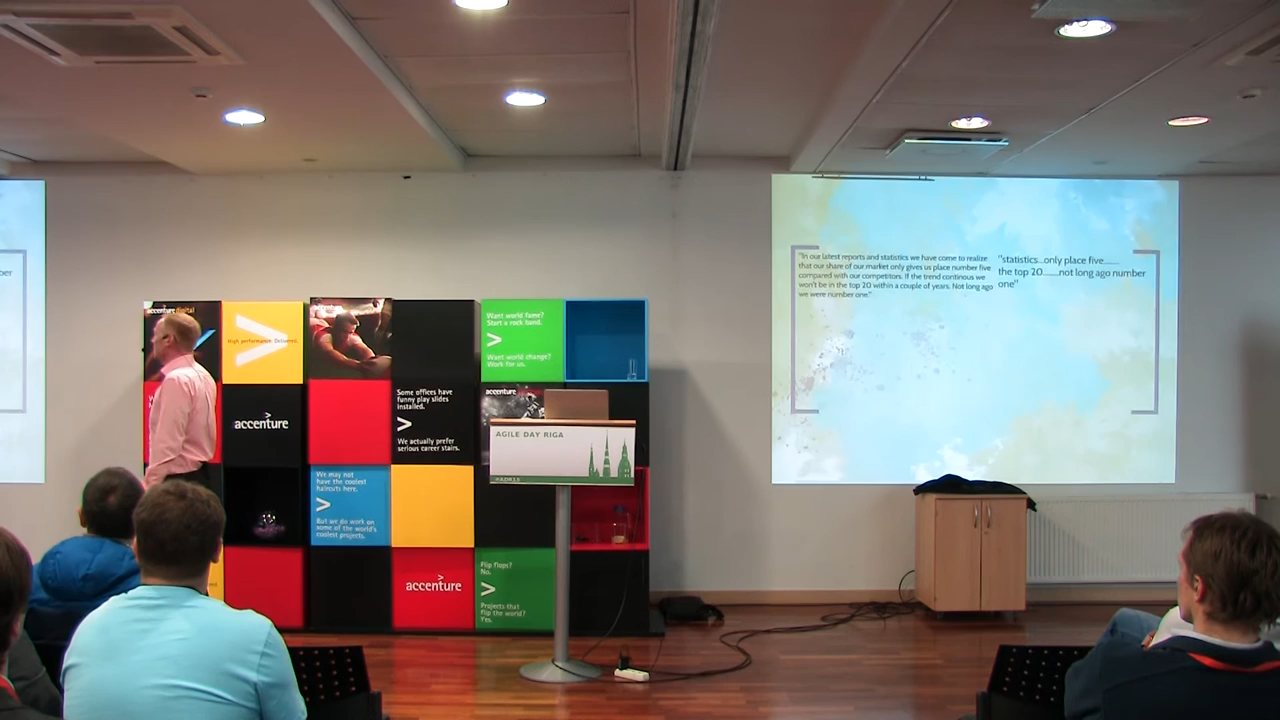 ber
accenture digital
High performance. Delivered.
accenture
Some offices have
funny play slides
installed.
We actually prefer
serious career stairs.
Want world fame?
Start a rock band.
Want world change?
Work for us.
accenture
AGILE DAY RIGA
We may not
have the coolest
haircuts here.
But we do work on
some of the world's
coolest projects.
accenture
Flip flops?
No.
Projects that
flip the world?
Yes.
"In our latest reports and statistics we have come to realize
that our share of our market only gives us place number five
compared with our competitors. If the trend continous we
won't be in the top 20 within a couple of years. Not long ago
we were number one."
"statistics...only place five......
the top 20......not long ago number
one"